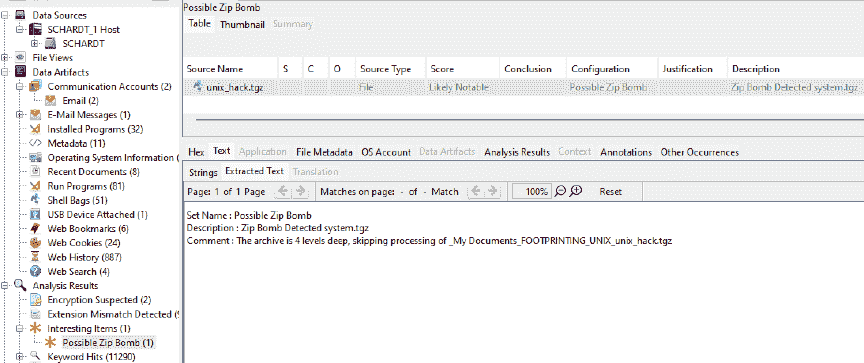 Data Sources
SCHARDT_1 Host
SCHARDT
File Views
Data Artifacts
Communication Accounts (2)
Email (2)
E-Mail Messages (1)
Installed Programs (32)
Metadata (11)
Operating System Information (
Recent Documents (8)
Run Programs (81)
Shell Bags (51)
USB Device Attached (1)
Web Bookmarks (6)
Web Cookies (24)
Web History (887)
Web Search (4)
Analysis Results
Encryption Suspected (2)
Extension Mismatch Detected (9
Interesting Items (1)
Possible Zip Bomb (1)
Keyword Hits (11290)
Possible Zip Bomb
Table Thumbnail Summary
Source Name S C O Source Type Score Conclusion Configuration Justification Description
unix_hack.tgz File Likely Notable Possible Zip Bomb Zip Bomb Detected system.tgz
Hex Text Application File Metadata OS Account Data Artifacts Analysis Results Context Annotations Other Occurrences
Strings Extracted Text Translation
Page: 1 of 1 Page Matches on page: - of - Match 100% Reset
Set Name : Possible Zip Bomb
Description : Zip Bomb Detected system.tgz
Comment : The archive is 4 levels deep, skipping processing of _My Documents_FOOTPRINTING_UNIX_unix_hack.tgz